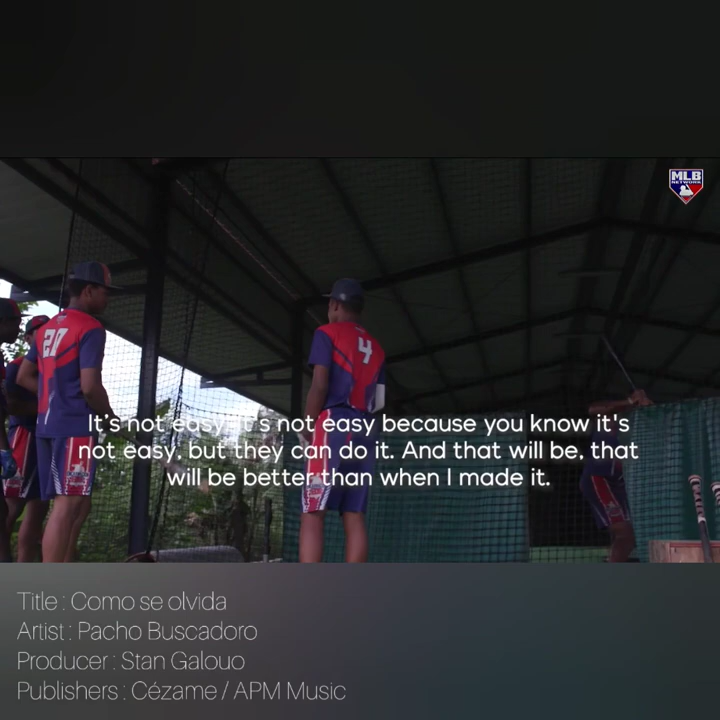 MLB
NETWORK
20
4
It's not easy, it's not easy because you know it's
not easy, but they can do it. And that will be, that
will be better than when I made it.
Title : Como se olvida
Artist : Pacho Buscadoro
Producer : Stan Galouo
Publishers : Cézame / APM Music